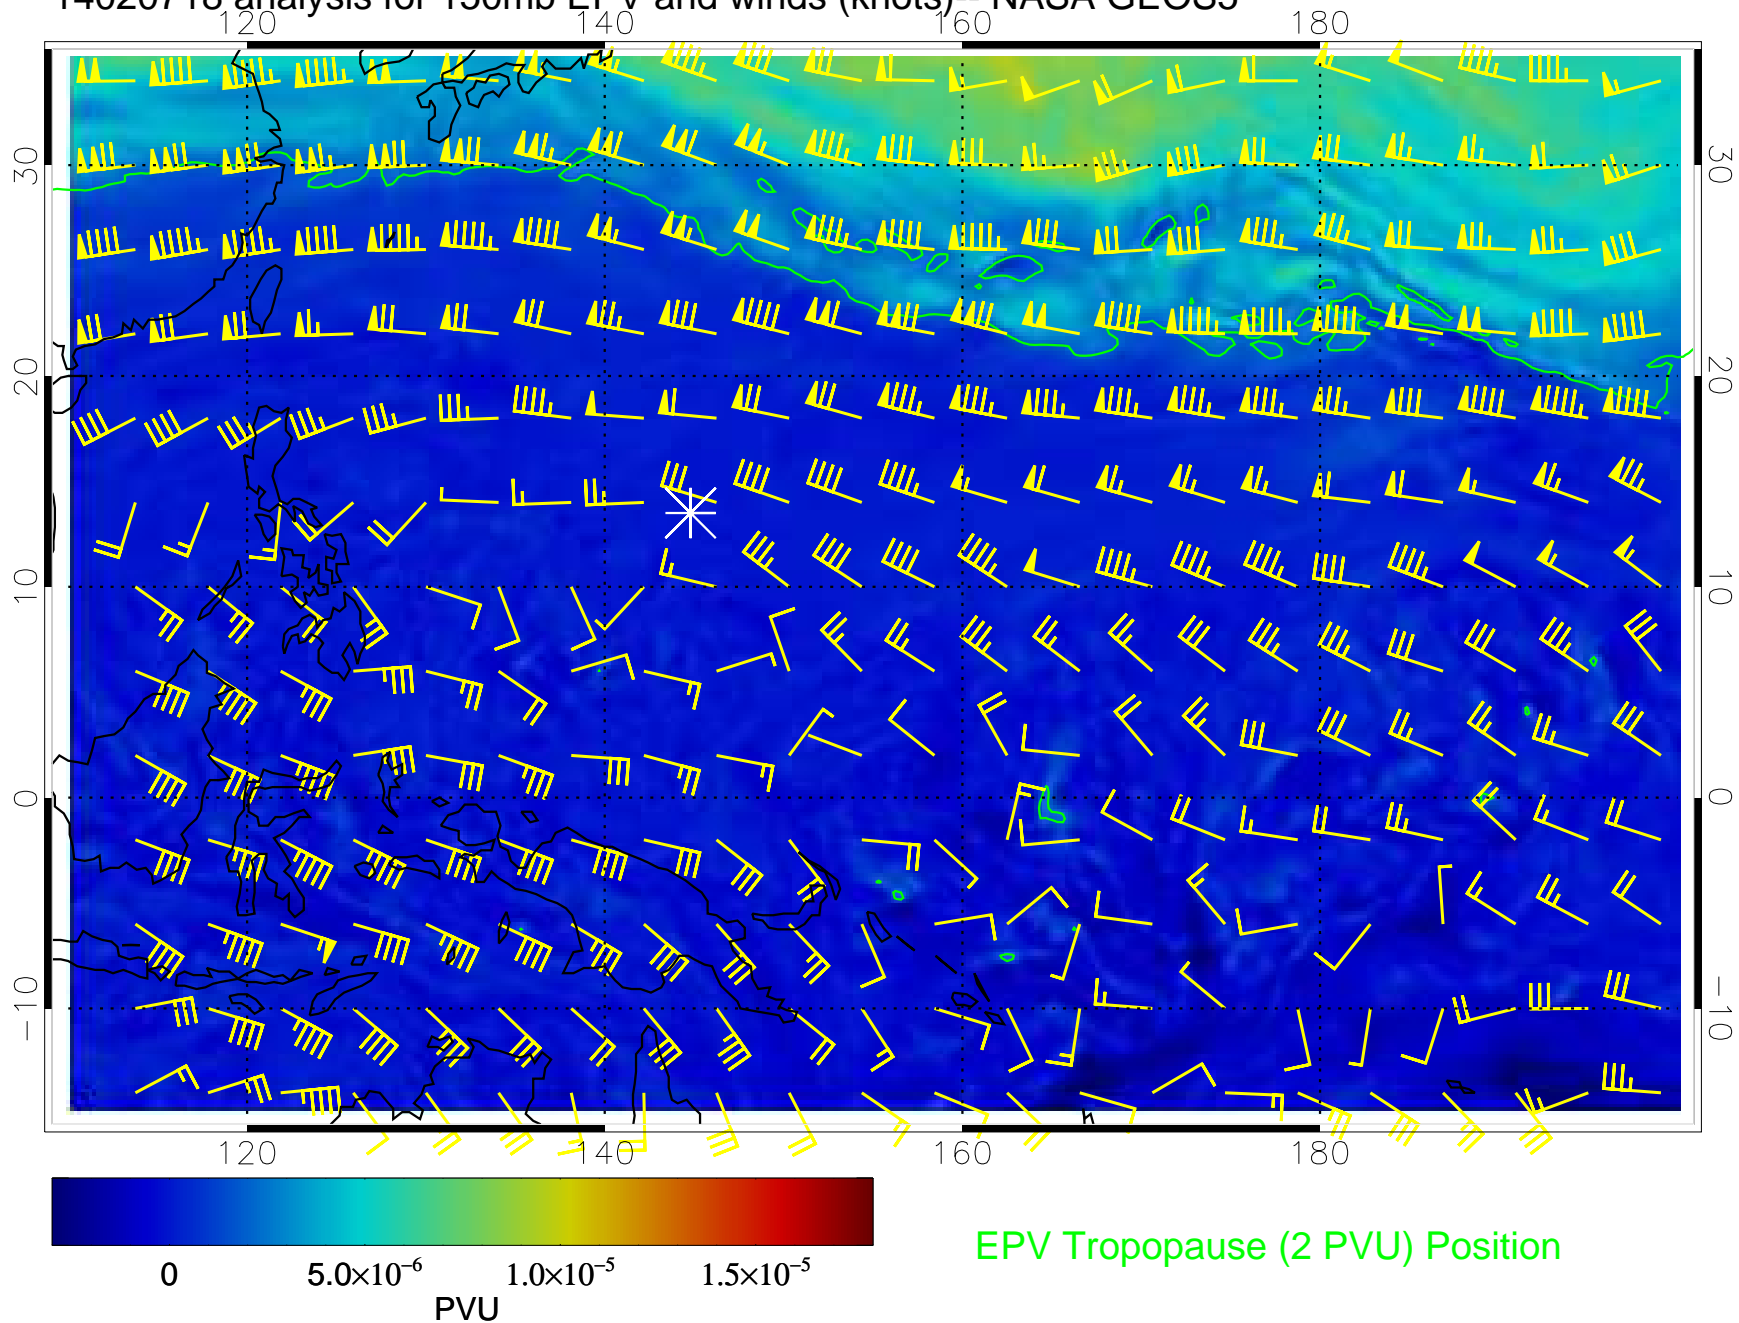 14020718 analysis for 150mb EPV and winds (knots)-- NASA GEOS5
120 140 160 180
30 30
20 20
10 10
0 0
−10 −10
120 140 160 180
0 5.0×10⁻⁶ 1.0×10⁻⁵ 1.5×10⁻⁵
PVU
EPV Tropopause (2 PVU) Position